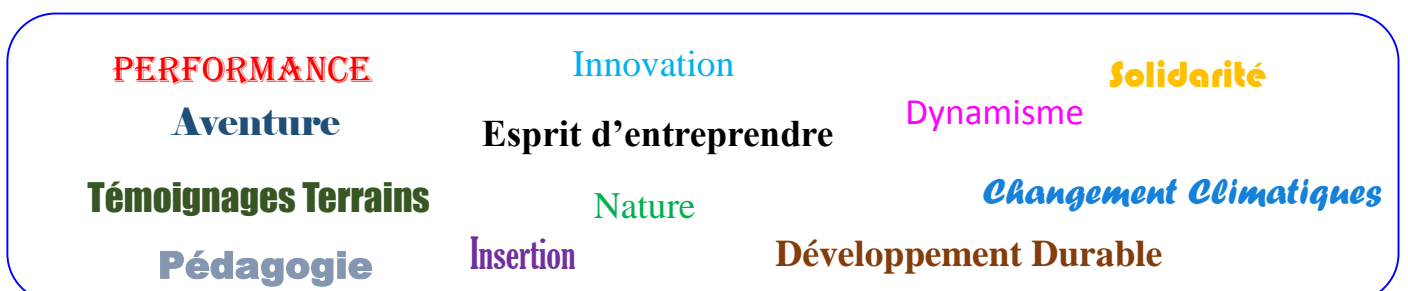 PERFORMANCE
Innovation
Solidarité
Aventure
Esprit d’entreprendre
Dynamisme
Témoignages Terrains
Nature
Changement Climatiques
Pédagogie
Insertion
Développement Durable